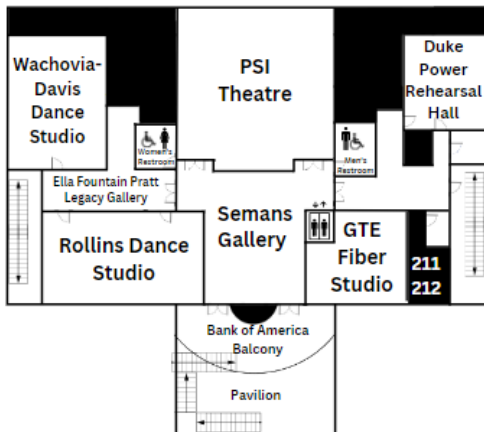 Wachovia-
Davis
Dance
Studio
PSI
Theatre
Duke
Power
Rehearsal
Hall
Women's
Restroom
Men's
Restroom
Ella Fountain Pratt
Legacy Gallery
Semans
Gallery
Rollins Dance
Studio
GTE
Fiber
Studio
211
212
Bank of America
Balcony
Pavilion